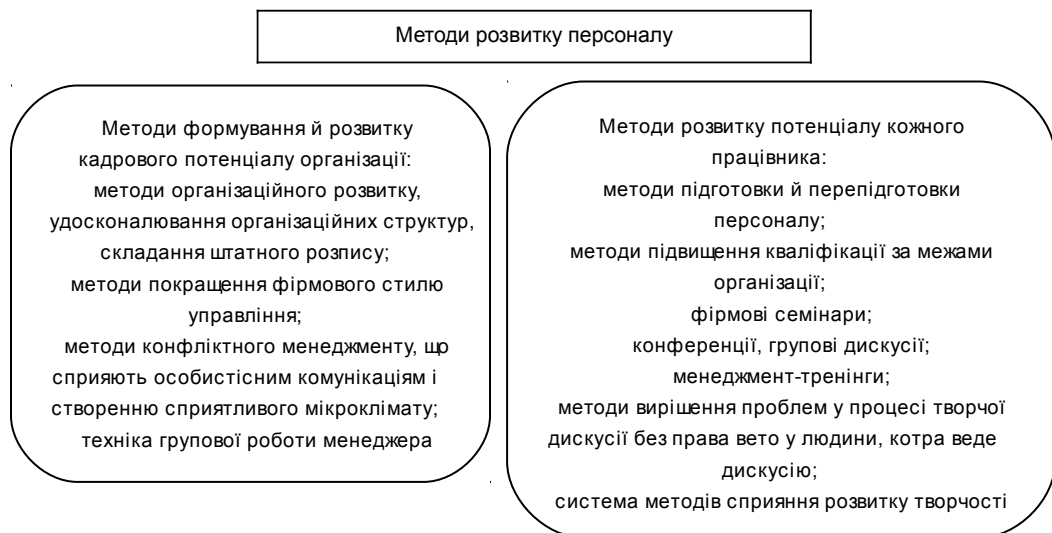 Методи розвитку персоналу
Методи формування й розвитку
кадрового потенціалу організації:
методи організаційного розвитку,
удосконалювання організаційних структур,
складання штатного розпису;
методи покращення фірмового стилю
управління;
методи конфліктного менеджменту, що
сприяють особистісним комунікаціям і
створенню сприятливого мікроклімату;
техніка групової роботи менеджера
Методи розвитку потенціалу кожного
працівника:
методи підготовки й перепідготовки
персоналу;
методи підвищення кваліфікації за межами
організації;
фірмові семінари;
конференції, групові дискусії;
менеджмент-тренінги;
методи вирішення проблем у процесі творчої
дискусії без права вето у людини, котра веде
дискусію;
система методів сприяння розвитку творчості